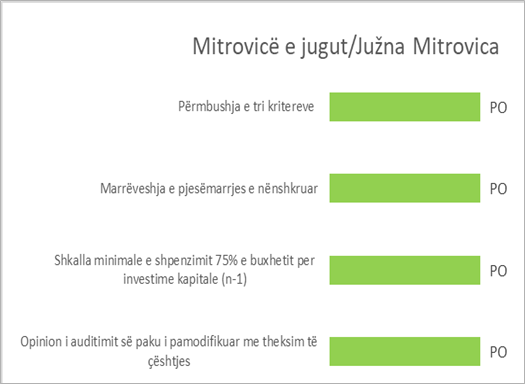 Mitrovicë e jugut/Južna Mitrovica
Përmbushja e tri kritereve
PO
Marrëveshja e pjesëmarrjes e nënshkruar
PO
Shkalla minimale e shpenzimit 75% e buxhetit per
investime kapitale (n-1)
PO
Opinion i auditimit së paku i pamodifikuar me theksim të
çështjes
PO